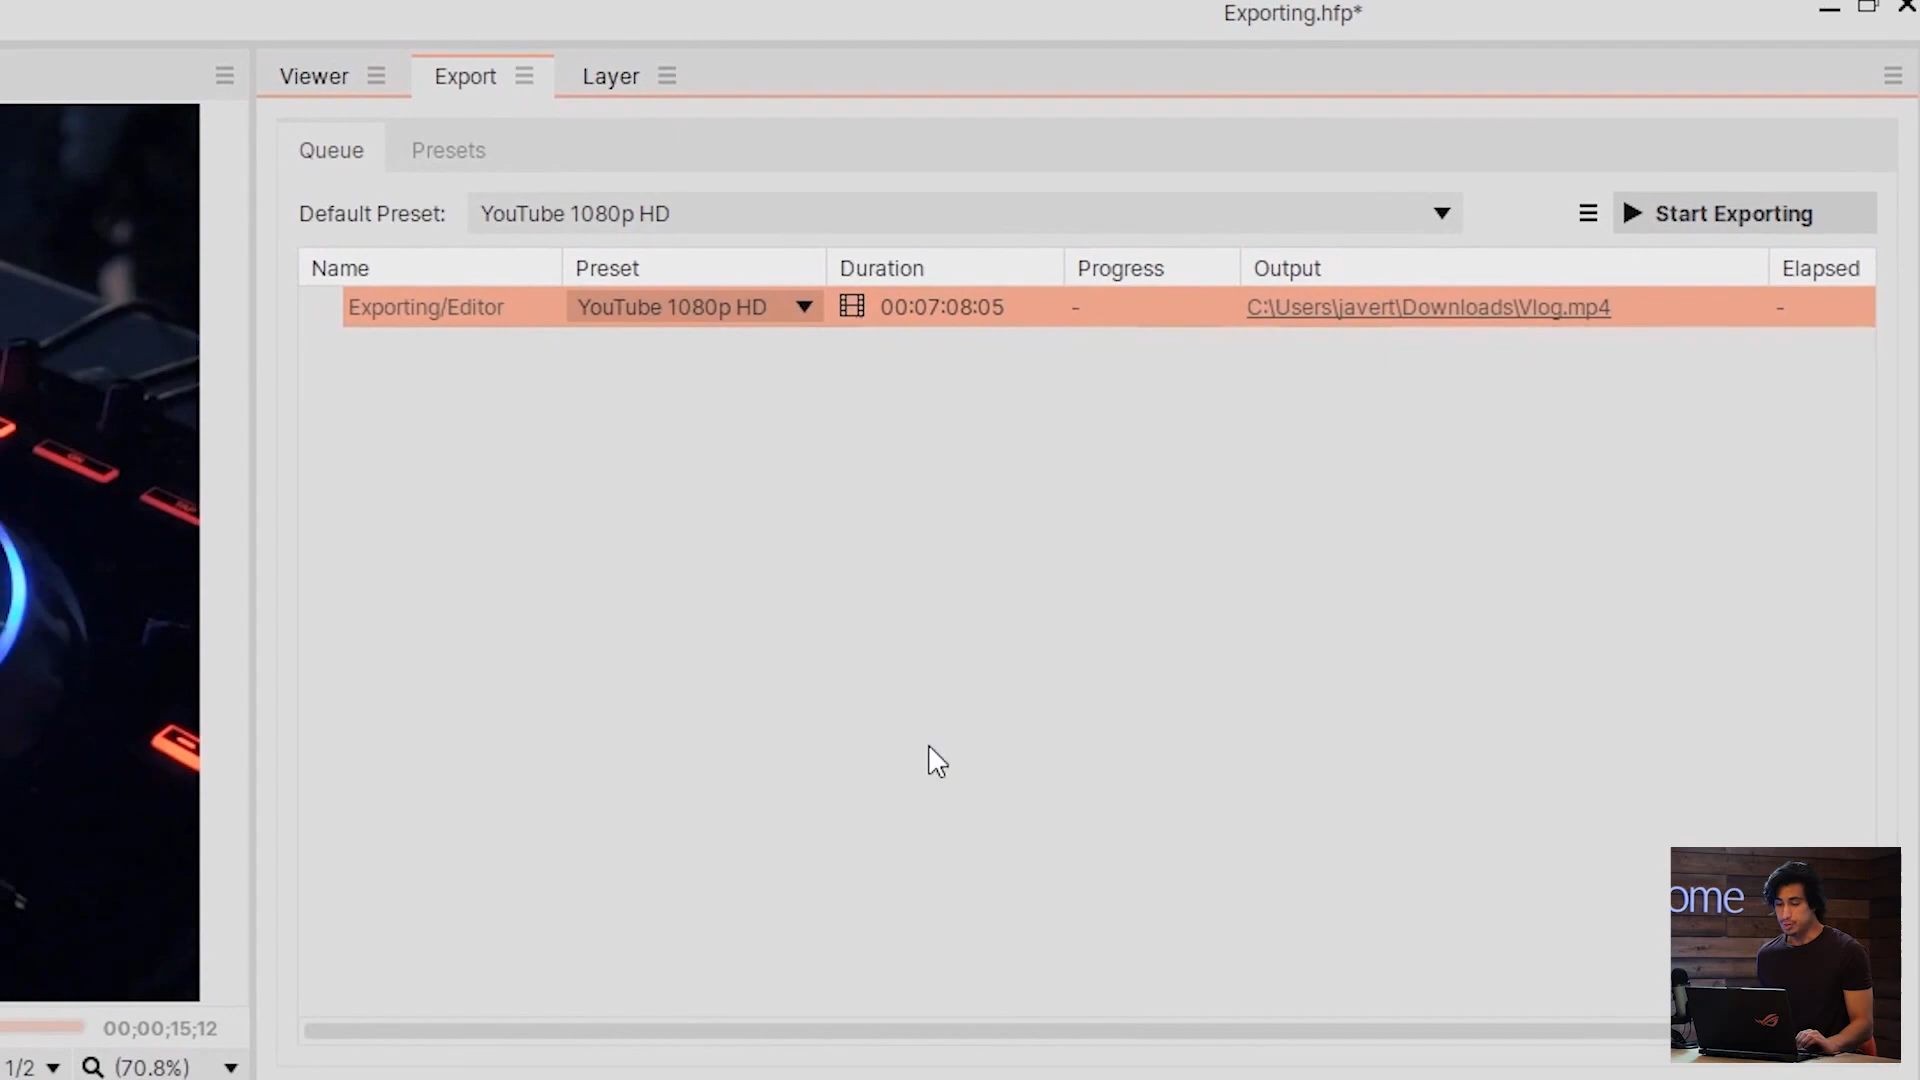 Exporting.hfp*
Viewer Export Layer
Queue Presets
Default Preset: YouTube 1080p HD Start Exporting
Name Preset Duration Progress Output Elapsed
Exporting/Editor YouTube 1080p HD 00:07:08:05 - C:\Users\javert\Downloads\Vlog.mp4 -
ome
00;00;15;12
1/2 (70.8%)